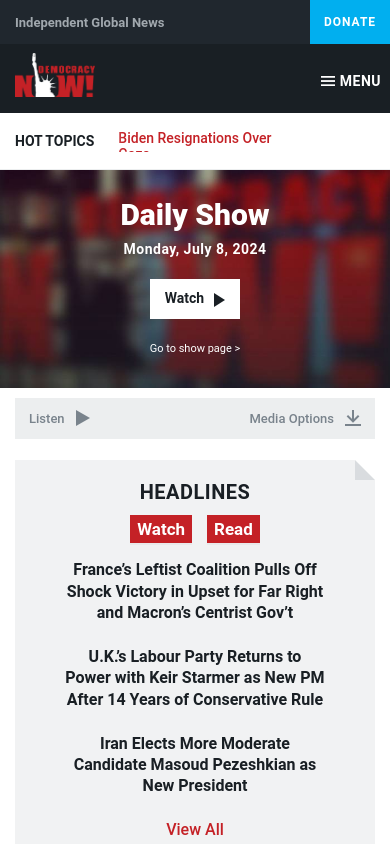 Independent Global News
DONATE
DEMOCRACY
NOW!
MENU
HOT TOPICS
Biden Resignations Over
Daily Show
Monday, July 8, 2024
Watch
Go to show page >
Listen
Media Options
HEADLINES
Watch
Read
France’s Leftist Coalition Pulls Off
Shock Victory in Upset for Far Right
and Macron’s Centrist Gov’t
U.K.’s Labour Party Returns to
Power with Keir Starmer as New PM
After 14 Years of Conservative Rule
Iran Elects More Moderate
Candidate Masoud Pezeshkian as
New President
View All